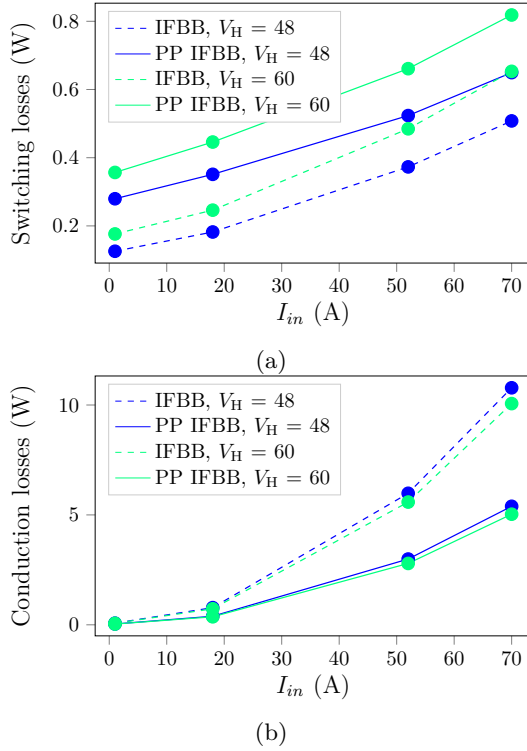 0.8
0.6
0.4
0.2
Switching losses (W)
IFBB, V_H = 48
PP IFBB, V_H = 48
IFBB, V_H = 60
PP IFBB, V_H = 60
0 10 20 30 40 50 60 70
I_in (A)
(a)
10
5
0
Conduction losses (W)
IFBB, V_H = 48
PP IFBB, V_H = 48
IFBB, V_H = 60
PP IFBB, V_H = 60
0 10 20 30 40 50 60 70
I_in (A)
(b)